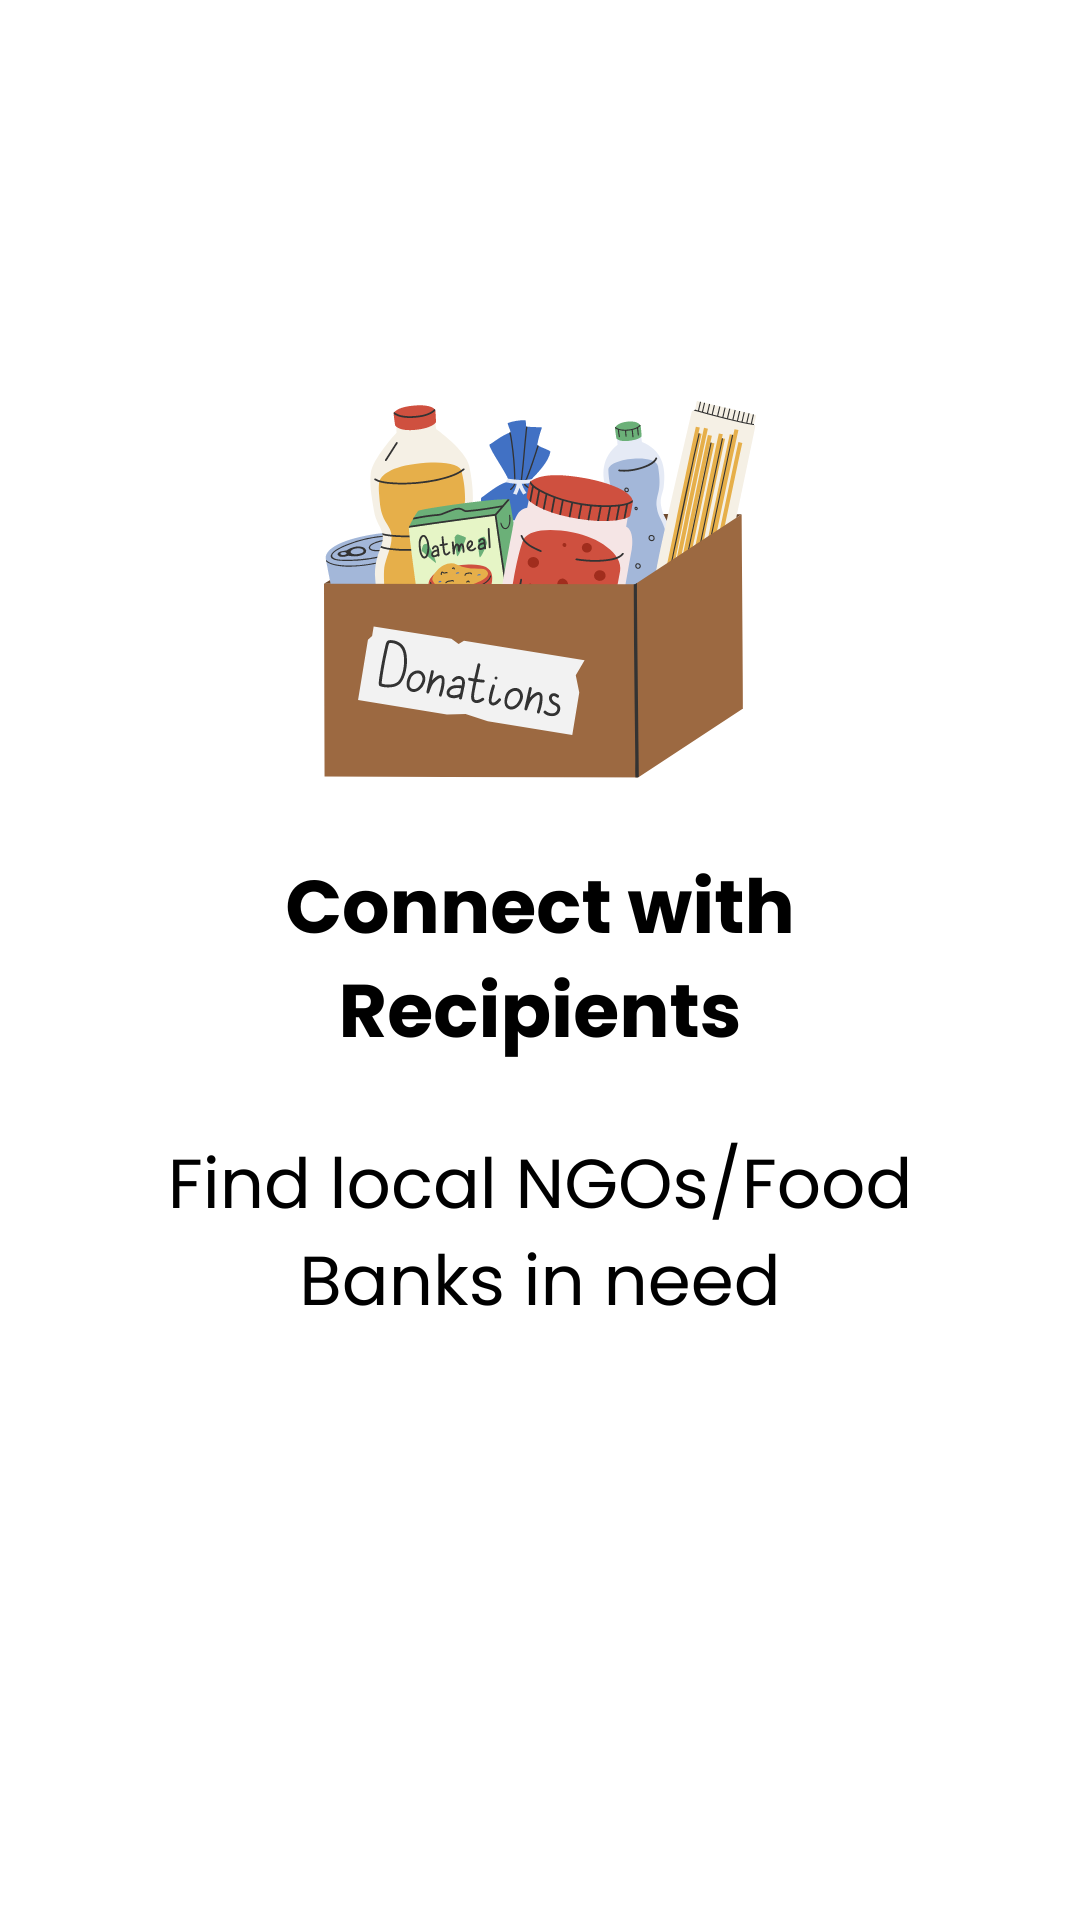 Oatmeal
Donations
Connect with
Recipients
Find local NGOs/Food
Banks in need